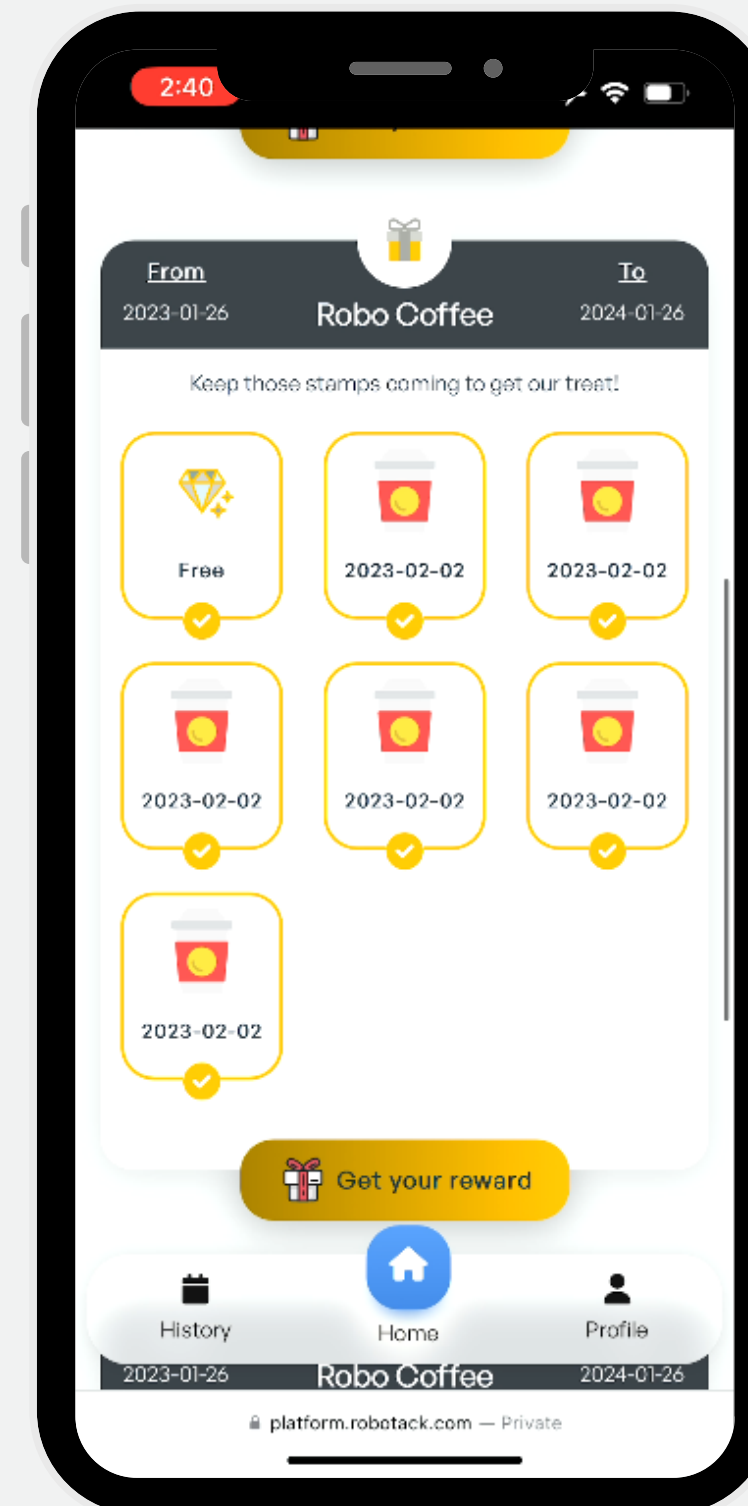 2:40
From
To
2023-01-26
Robo Coffee
2024-01-26
Keep those stamps coming to get our treat!
Free
2023-02-02
2023-02-02
2023-02-02
2023-02-02
2023-02-02
2023-02-02
Get your reward
History
Home
Profile
2023-01-26
Robo Coffee
2024-01-26
platform.robotack.com — Private